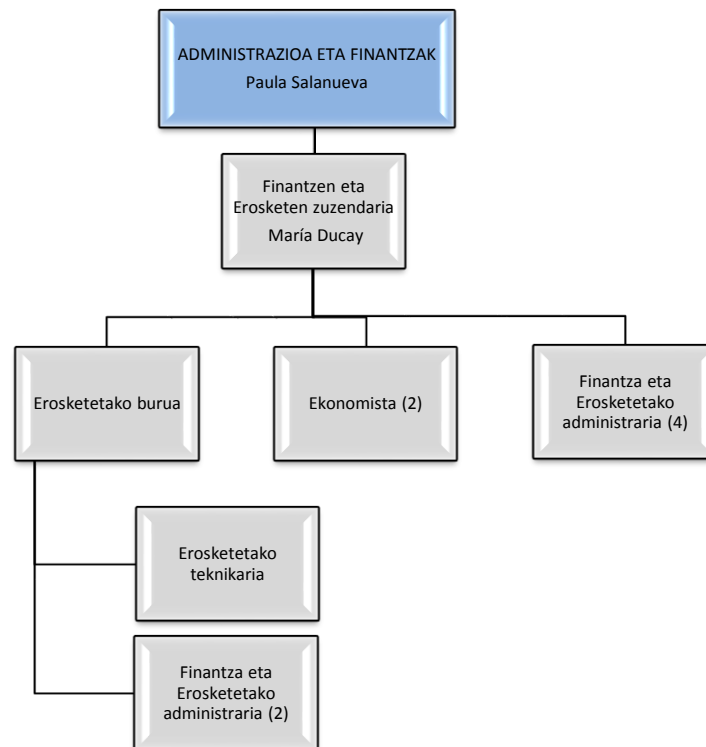 ADMINISTRAZIOA ETA FINANTZAK
Paula Salanueva
Finantzen eta
Erosketen zuzendaria
María Ducay
Erosketetako burua
Ekonomista (2)
Finantza eta
Erosketetako
administraria (4)
Erosketetako
teknikaria
Finantza eta
Erosketetako
administraria (2)